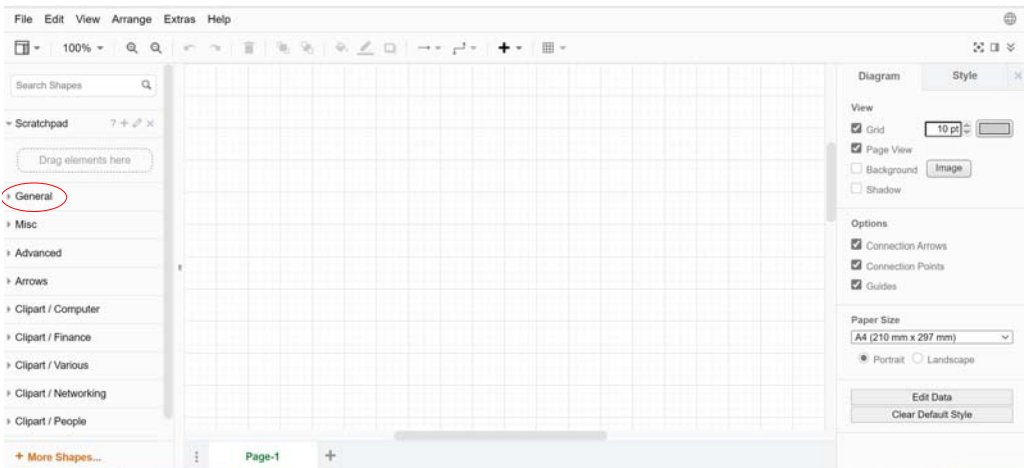 File Edit View Arrange Extras Help
100%
Search Shapes
Scratchpad ? + ×
Drag elements here
General
Misc
Advanced
Arrows
Clipart / Computer
Clipart / Finance
Clipart / Various
Clipart / Networking
Clipart / People
+ More Shapes...
Page-1 +
Diagram Style ×
View
Grid 10 pt
Page View
Background Image
Shadow
Options
Connection Arrows
Connection Points
Guides
Paper Size
A4 (210 mm x 297 mm)
Portrait Landscape
Edit Data
Clear Default Style